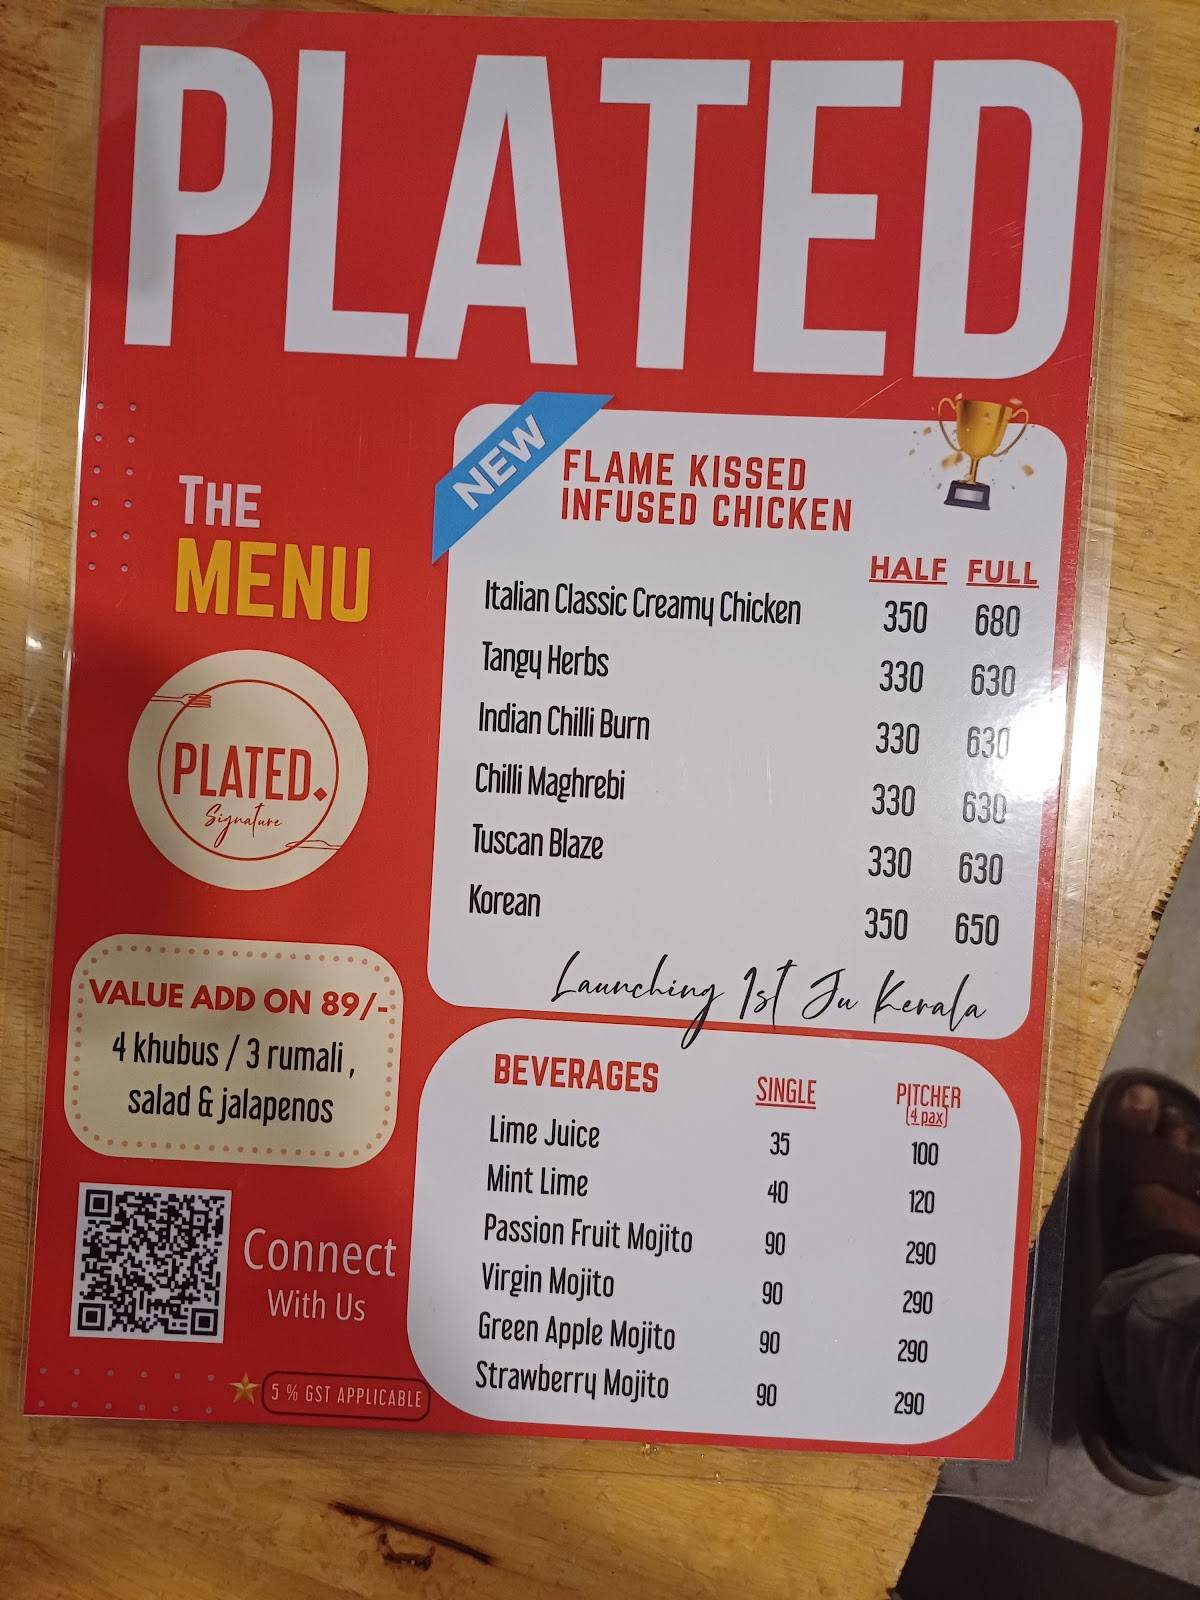 PLATED
THE
MENU
PLATED.
Signature
VALUE ADD ON 89/-
4 khubus / 3 rumali ,
salad & jalapenos
Connect
With Us
5 % GST APPLICABLE
NEW
FLAME KISSED
INFUSED CHICKEN
HALF FULL
Italian Classic Creamy Chicken 350 680
Tangy Herbs 330 630
Indian Chilli Burn 330 630
Chilli Maghrebi 330 630
Tuscan Blaze 330 630
Korean 350 650
Launching 1st Iu Kerala
BEVERAGES SINGLE PITCHER
(4 pax)
Lime Juice 35 100
Mint Lime 40 120
Passion Fruit Mojito 90 290
Virgin Mojito 90 290
Green Apple Mojito 90 290
Strawberry Mojito 90 290